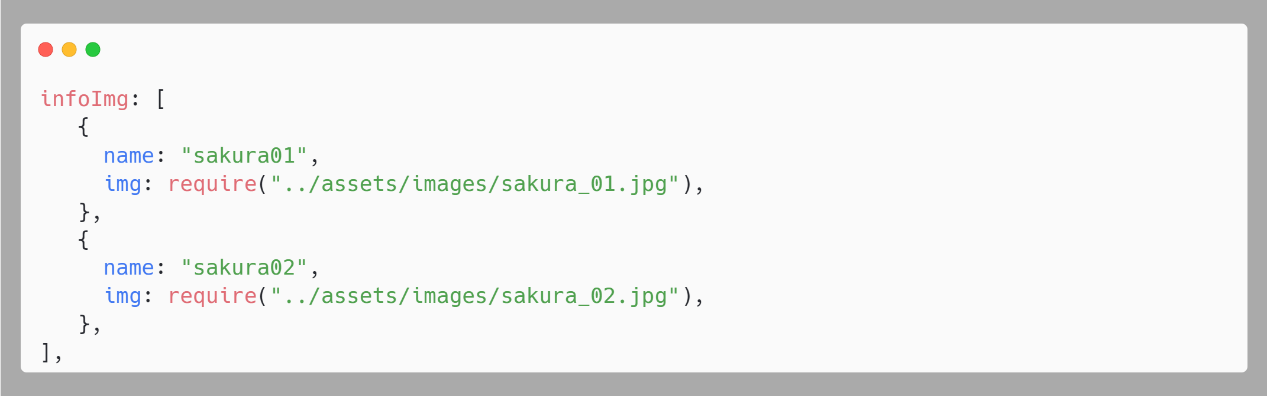 infoImg: [
   {
     name: "sakura01",
     img: require("../assets/images/sakura_01.jpg"),
   },
   {
     name: "sakura02",
     img: require("../assets/images/sakura_02.jpg"),
   },
],